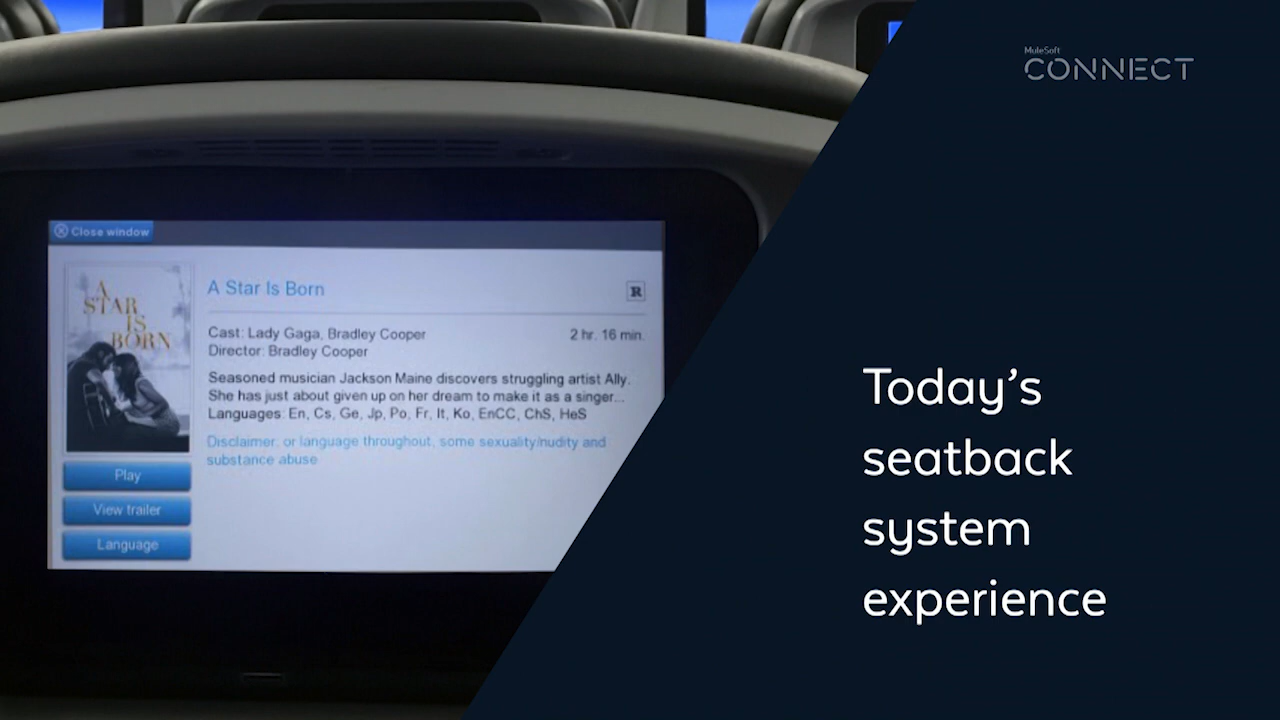 MuleSoft
CONNECT
Close window
A STAR IS BORN
Play
View trailer
Language
A Star Is Born
R
Cast: Lady Gaga, Bradley Cooper
2 hr. 16 min.
Director: Bradley Cooper
Seasoned musician Jackson Maine discovers struggling artist Ally.
She has just about given up on her dream to make it as a singer...
Languages: En, Cs, Ge, Jp, Po, Fr, It, Ko, EnCC, ChS, HeS
Disclaimer, or language throughout, some sexuality/nudity and
substance abuse
Today's
seatback
system
experience